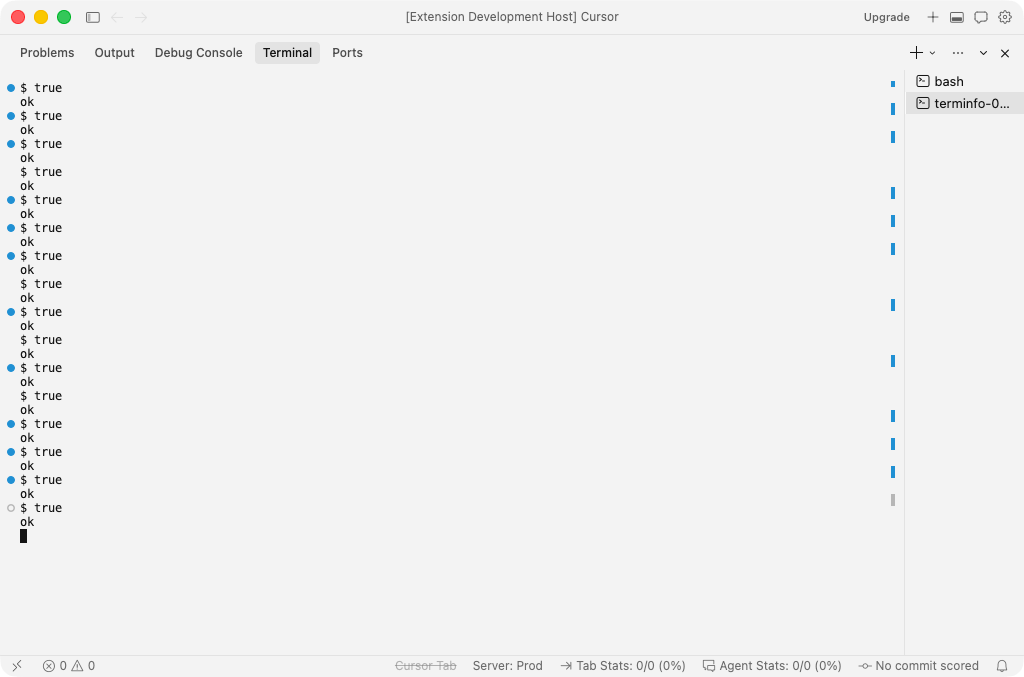 [Extension Development Host] Cursor
Upgrade
Problems Output Debug Console Terminal Ports
$ true
ok
$ true
ok
$ true
ok
$ true
ok
$ true
ok
$ true
ok
$ true
ok
$ true
ok
$ true
ok
$ true
ok
$ true
ok
$ true
ok
$ true
ok
$ true
ok
$ true
ok
$ true
ok
bash
terminfo-0...
0 0 Cursor Tab Server: Prod Tab Stats: 0/0 (0%) Agent Stats: 0/0 (0%) No commit scored